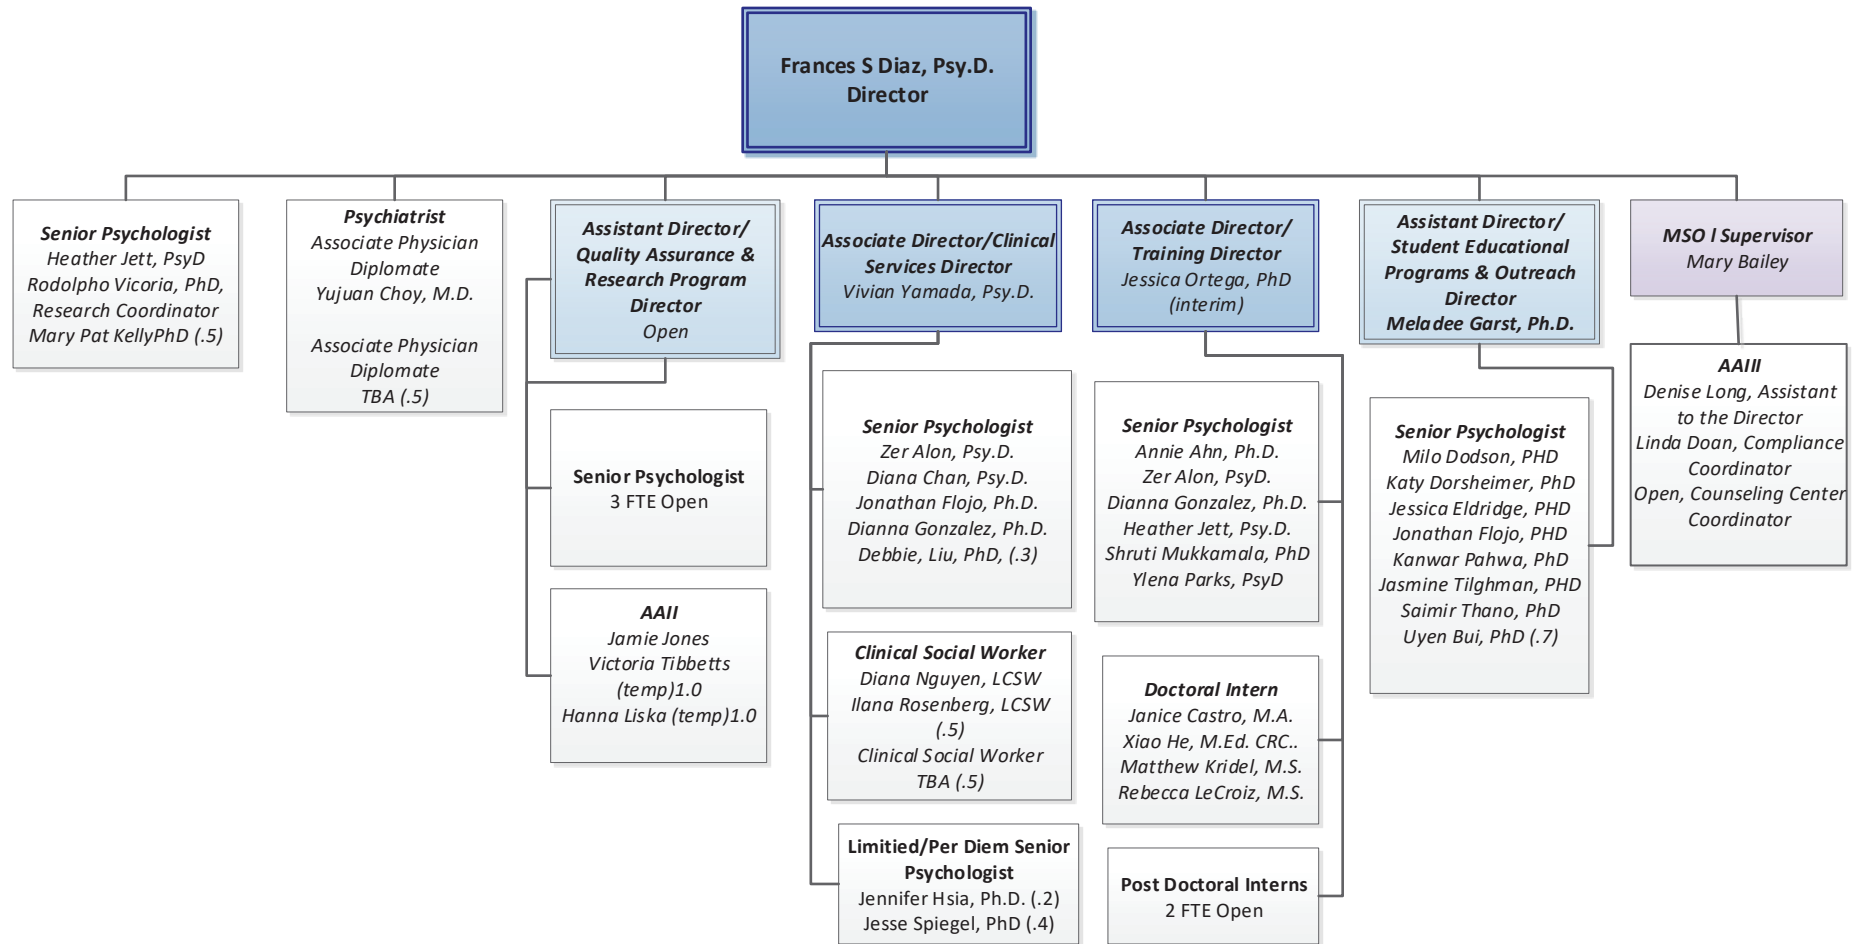 Frances S Diaz, Psy.D.
Director
Senior Psychologist
Heather Jett, PsyD
Rodolpho Vicoria, PhD,
Research Coordinator
Mary Pat KellyPhD (.5)
Psychiatrist
Associate Physician
Diplomate
Yujuan Choy, M.D.
Associate Physician
Diplomate
TBA (.5)
Assistant Director/
Quality Assurance &
Research Program
Director
Open
Senior Psychologist
3 FTE Open
AAII
Jamie Jones
Victoria Tibbetts
(temp)1.0
Hanna Liska (temp)1.0
Associate Director/Clinical
Services Director
Vivian Yamada, Psy.D.
Senior Psychologist
Zer Alon, Psy.D.
Diana Chan, Psy.D.
Jonathan Flojo, Ph.D.
Dianna Gonzalez, Ph.D.
Debbie, Liu, PhD, (.3)
Clinical Social Worker
Diana Nguyen, LCSW
Ilana Rosenberg, LCSW
(.5)
Clinical Social Worker
TBA (.5)
Limitied/Per Diem Senior
Psychologist
Jennifer Hsia, Ph.D. (.2)
Jesse Spiegel, PhD (.4)
Associate Director/
Training Director
Jessica Ortega, PhD
(interim)
Senior Psychologist
Annie Ahn, Ph.D.
Zer Alon, PsyD.
Dianna Gonzalez, Ph.D.
Heather Jett, Psy.D.
Shruti Mukkamala, PhD
Ylena Parks, PsyD
Doctoral Intern
Janice Castro, M.A.
Xiao He, M.Ed. CRC..
Matthew Kridel, M.S.
Rebecca LeCroiz, M.S.
Post Doctoral Interns
2 FTE Open
Assistant Director/
Student Educational
Programs & Outreach
Director
Meladee Garst, Ph.D.
Senior Psychologist
Milo Dodson, PHD
Katy Dorsheimer, PhD
Jessica Eldridge, PHD
Jonathan Flojo, PHD
Kanwar Pahwa, PhD
Jasmine Tilghman, PHD
Saimir Thano, PhD
Uyen Bui, PhD (.7)
MSO l Supervisor
Mary Bailey
AAIII
Denise Long, Assistant
to the Director
Linda Doan, Compliance
Coordinator
Open, Counseling Center
Coordinator